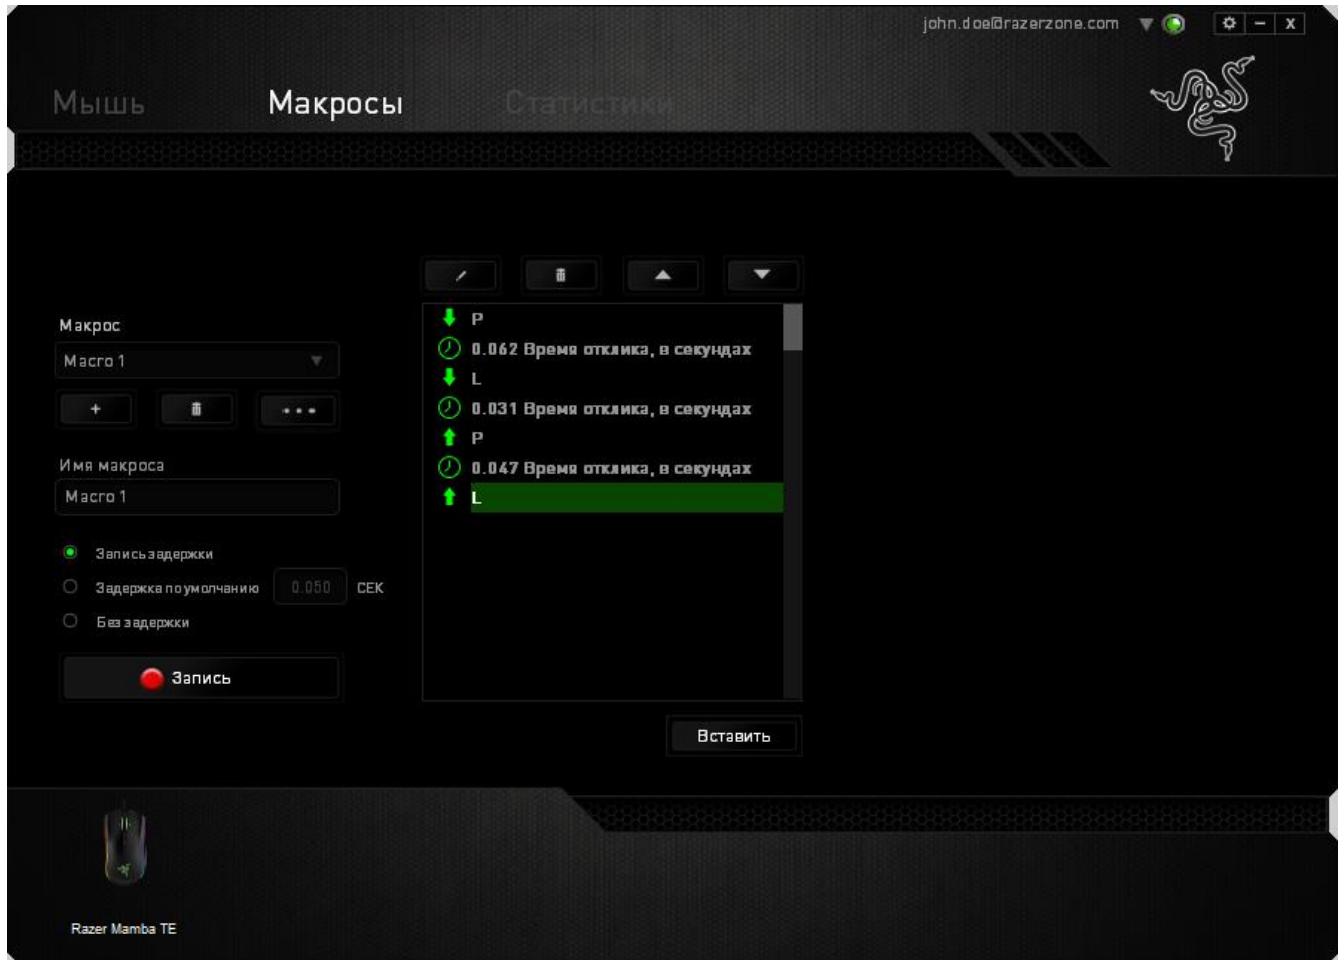 john.doe@razerzone.com
Мышь Макросы Статистики
Макрос
Macro 1
Имя макроса
Macro 1
Запись задержки
Задержка по умолчанию 0.050 СЕК
Без задержки
Запись
P
0.062 Время отклика, в секундах
L
0.031 Время отклика, в секундах
P
0.047 Время отклика, в секундах
L
Вставить
Razer Mamba TE